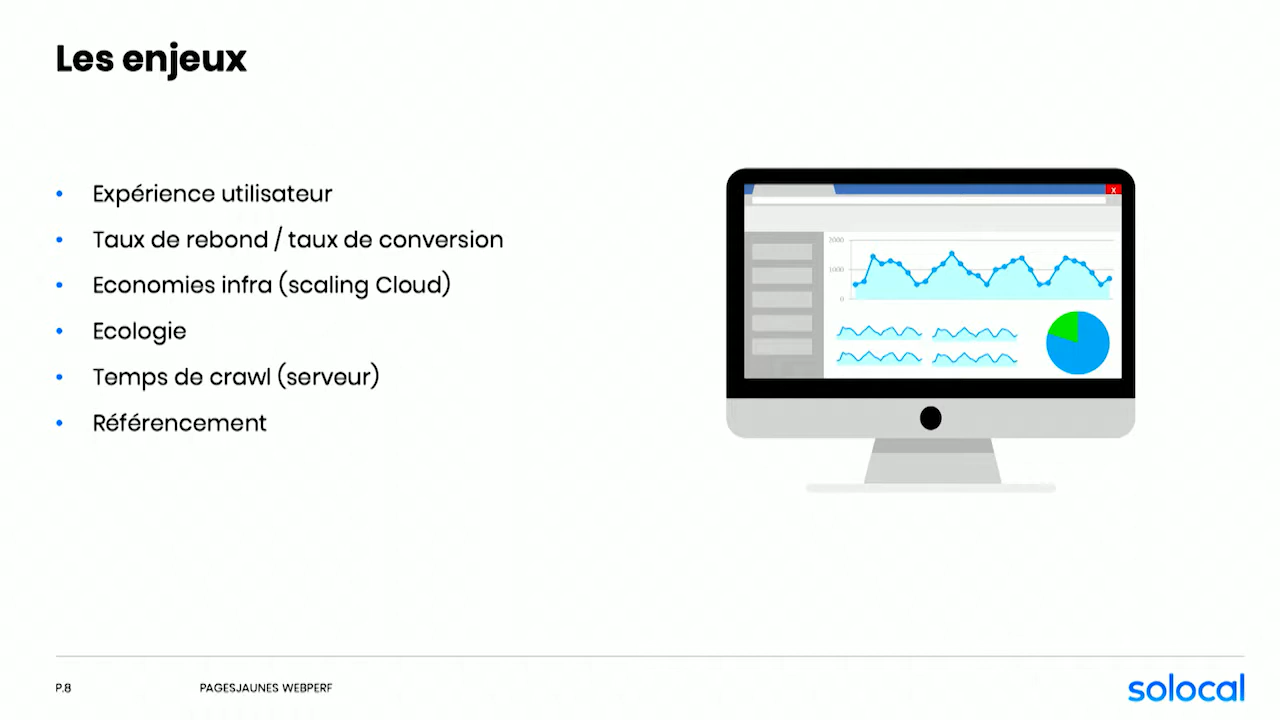 Les enjeux
• Expérience utilisateur
• Taux de rebond / taux de conversion
• Economies infra (scaling Cloud)
• Ecologie
• Temps de crawl (serveur)
• Référencement
X
2000
1000
0
P.8
PAGESJAUNES WEBPERF
solocal